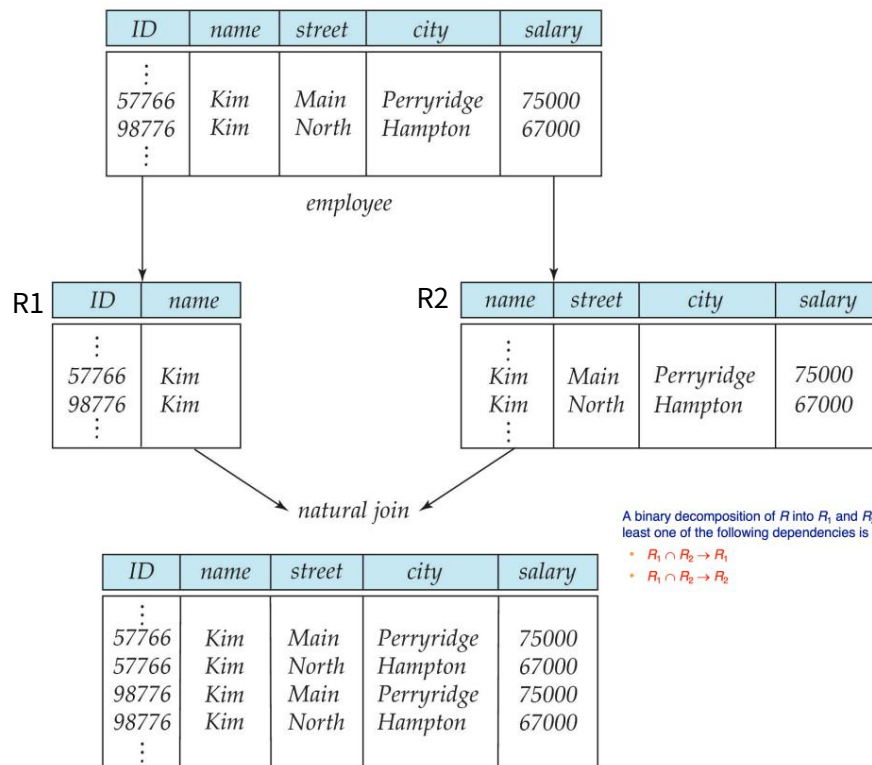 ID name street city salary
⋮
57766 Kim Main Perryridge 75000
98776 Kim North Hampton 67000
⋮
employee
R1
ID name
⋮
57766 Kim
98776 Kim
⋮
R2
name street city salary
⋮
Kim Main Perryridge 75000
Kim North Hampton 67000
⋮
natural join
A binary decomposition of R into R₁ and R
least one of the following dependencies is
• R₁ ∩ R₂ → R₁
• R₁ ∩ R₂ → R₂
ID name street city salary
⋮
57766 Kim Main Perryridge 75000
57766 Kim North Hampton 67000
98776 Kim Main Perryridge 75000
98776 Kim North Hampton 67000
⋮